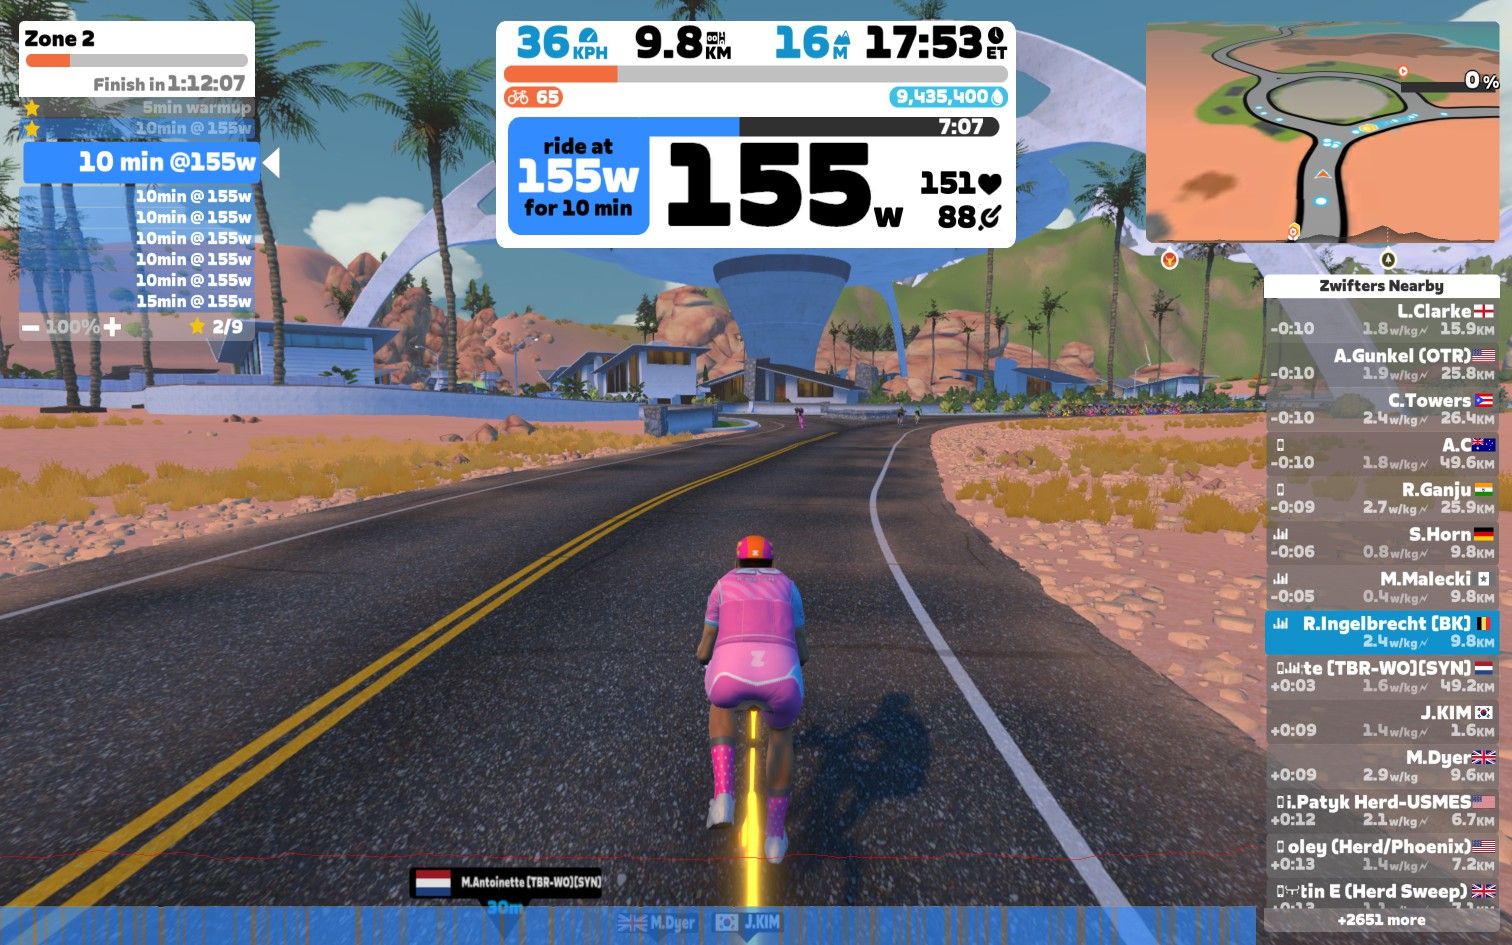 Zone 2
Finish in 1:12:07
5min warmup
10min @ 155w
10 min @155w
10min @ 155w
10min @ 155w
10min @ 155w
10min @ 155w
10min @ 155w
15min @ 155w
− 100% + 2/9
36 KPH 9.8 KM 16 M 17:53 ET
65 9,435,400
7:07
ride at
155w
for 10 min
155w
151
88
0 %
Zwifters Nearby
L.Clarke
-0:10 1.8w/kg 15.9KM
A.Gunkel (OTR)
-0:10 1.9w/kg 25.8KM
C.Towers
-0:10 2.4w/kg 26.4KM
A.C
-0:10 1.8w/kg 49.6KM
R.Ganju
-0:09 2.7w/kg 25.9KM
S.Horn
-0:06 0.8w/kg 9.8KM
M.Malecki
-0:05 0.4w/kg 9.8KM
R.Ingelbrecht [BK]
2.4w/kg 9.8KM
te [TBR-WO][SYN]
+0:03 1.6w/kg 49.2KM
J.KIM
+0:09 1.4w/kg 1.6KM
M.Dyer
+0:09 2.9w/kg 9.6KM
i.Patyk Herd-USMES
+0:12 2.1w/kg 6.7KM
oley (Herd/Phoenix)
+0:13 1.4w/kg 7.2KM
tin E (Herd Sweep)
+2651 more
Z
M.Antoinette [TBR-WO][SYN]
30m
M.Dyer J.KIM